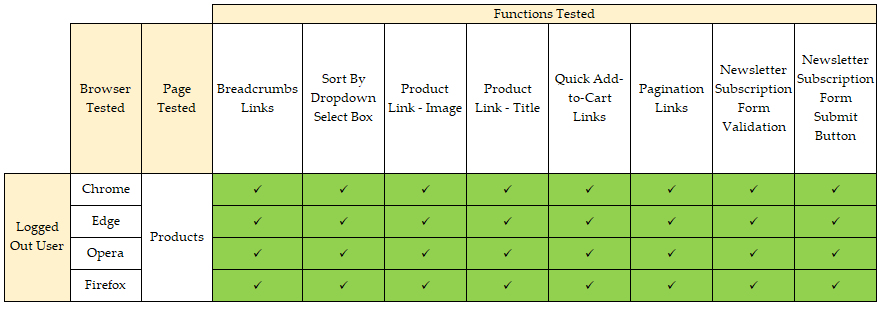 Functions Tested
Browser
Tested
Page
Tested
Breadcrumbs
Links
Sort By
Dropdown
Select Box
Product
Link - Image
Product
Link - Title
Quick Add-
to-Cart
Links
Pagination
Links
Newsletter
Subscription
Form
Validation
Newsletter
Subscription
Form
Submit
Button
Logged
Out User
Chrome
Products
✓ ✓ ✓ ✓ ✓ ✓ ✓ ✓
Edge
✓ ✓ ✓ ✓ ✓ ✓ ✓ ✓
Opera
✓ ✓ ✓ ✓ ✓ ✓ ✓ ✓
Firefox
✓ ✓ ✓ ✓ ✓ ✓ ✓ ✓